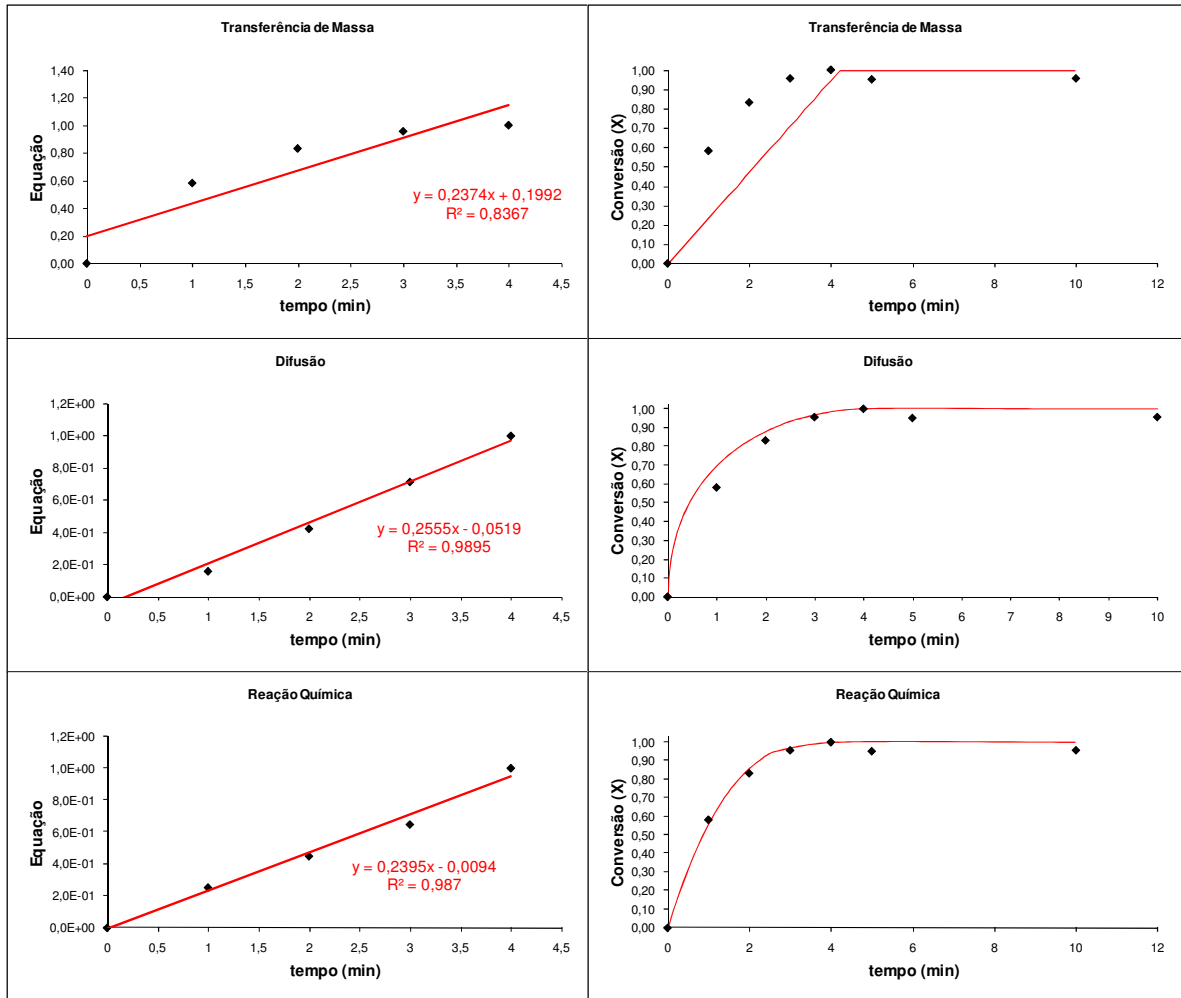 Transferência de Massa
1,40
1,20
1,00
0,80
0,60
0,40
0,20
0,00
Equação
y = 0,2374x + 0,1992
R² = 0,8367
0 0,5 1 1,5 2 2,5 3 3,5 4 4,5
tempo (min)
Transferência de Massa
1,00
0,90
0,80
0,70
0,60
0,50
0,40
0,30
0,20
0,10
0,00
Conversão (X)
0 2 4 6 8 10 12
tempo (min)
Difusão
1,2E+00
1,0E+00
8,0E-01
6,0E-01
4,0E-01
2,0E-01
0,0E+00
Equação
y = 0,2555x - 0,0519
R² = 0,9895
0 0,5 1 1,5 2 2,5 3 3,5 4 4,5
tempo (min)
Difusão
1,00
0,90
0,80
0,70
0,60
0,50
0,40
0,30
0,20
0,10
0,00
Conversão (X)
0 1 2 3 4 5 6 7 8 9 10
tempo (min)
Reação Química
1,2E+00
1,0E+00
8,0E-01
6,0E-01
4,0E-01
2,0E-01
0,0E+00
Equação
y = 0,2395x - 0,0094
R² = 0,987
0 0,5 1 1,5 2 2,5 3 3,5 4 4,5
tempo (min)
Reação Química
1,00
0,90
0,80
0,70
0,60
0,50
0,40
0,30
0,20
0,10
0,00
Conversão (X)
0 2 4 6 8 10 12
tempo (min)